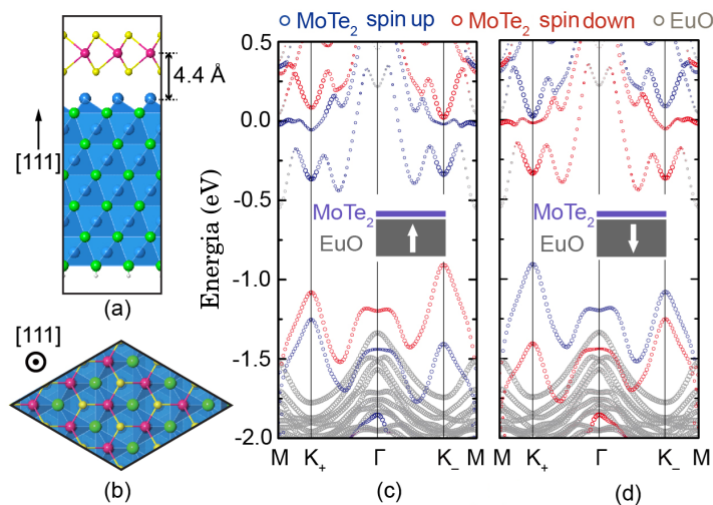 MoTe₂ spin up MoTe₂ spin down EuO
(a)
4.4 Å
[111]
(a)
[111]
(b)
(c)
Energia (eV)
0.5
0.0
-0.5
-1.0
-1.5
-2.0
MoTe₂
EuO
M K₊ Γ K₋ M
(c)
(d)
MoTe₂
EuO
M K₊ Γ K₋ M
(d)